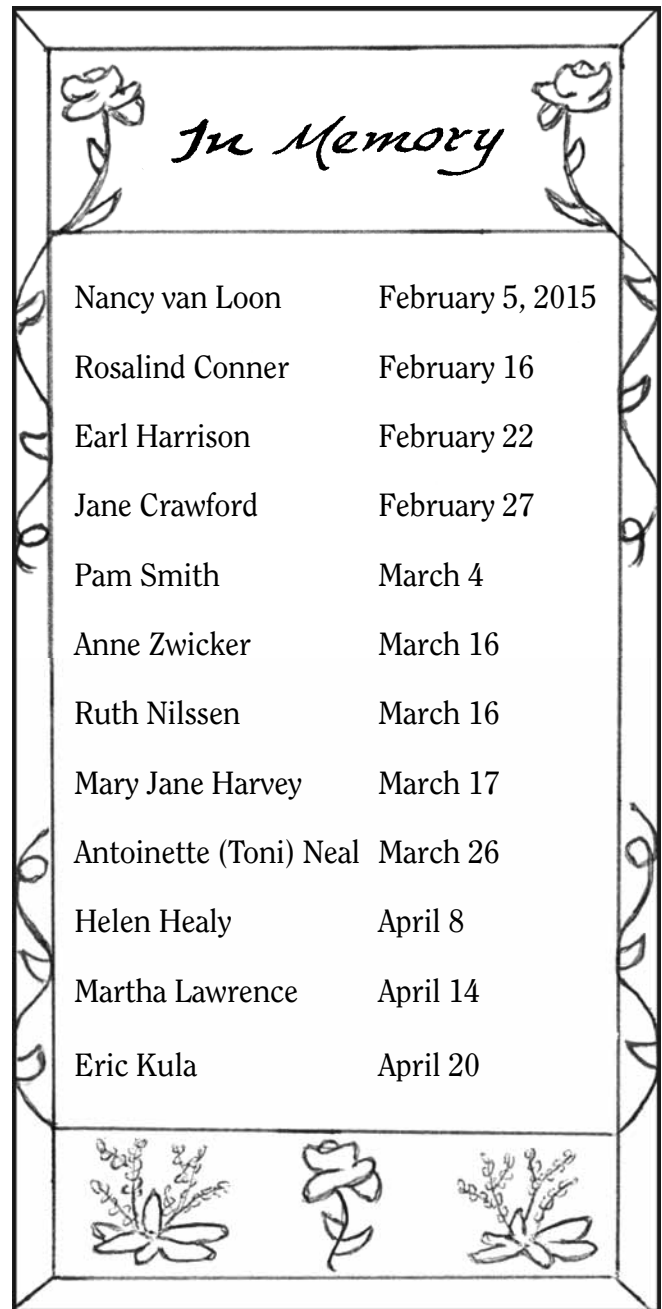 In Memory
Nancy van Loon February 5, 2015
Rosalind Conner February 16
Earl Harrison February 22
Jane Crawford February 27
Pam Smith March 4
Anne Zwicker March 16
Ruth Nilssen March 16
Mary Jane Harvey March 17
Antoinette (Toni) Neal March 26
Helen Healy April 8
Martha Lawrence April 14
Eric Kula April 20